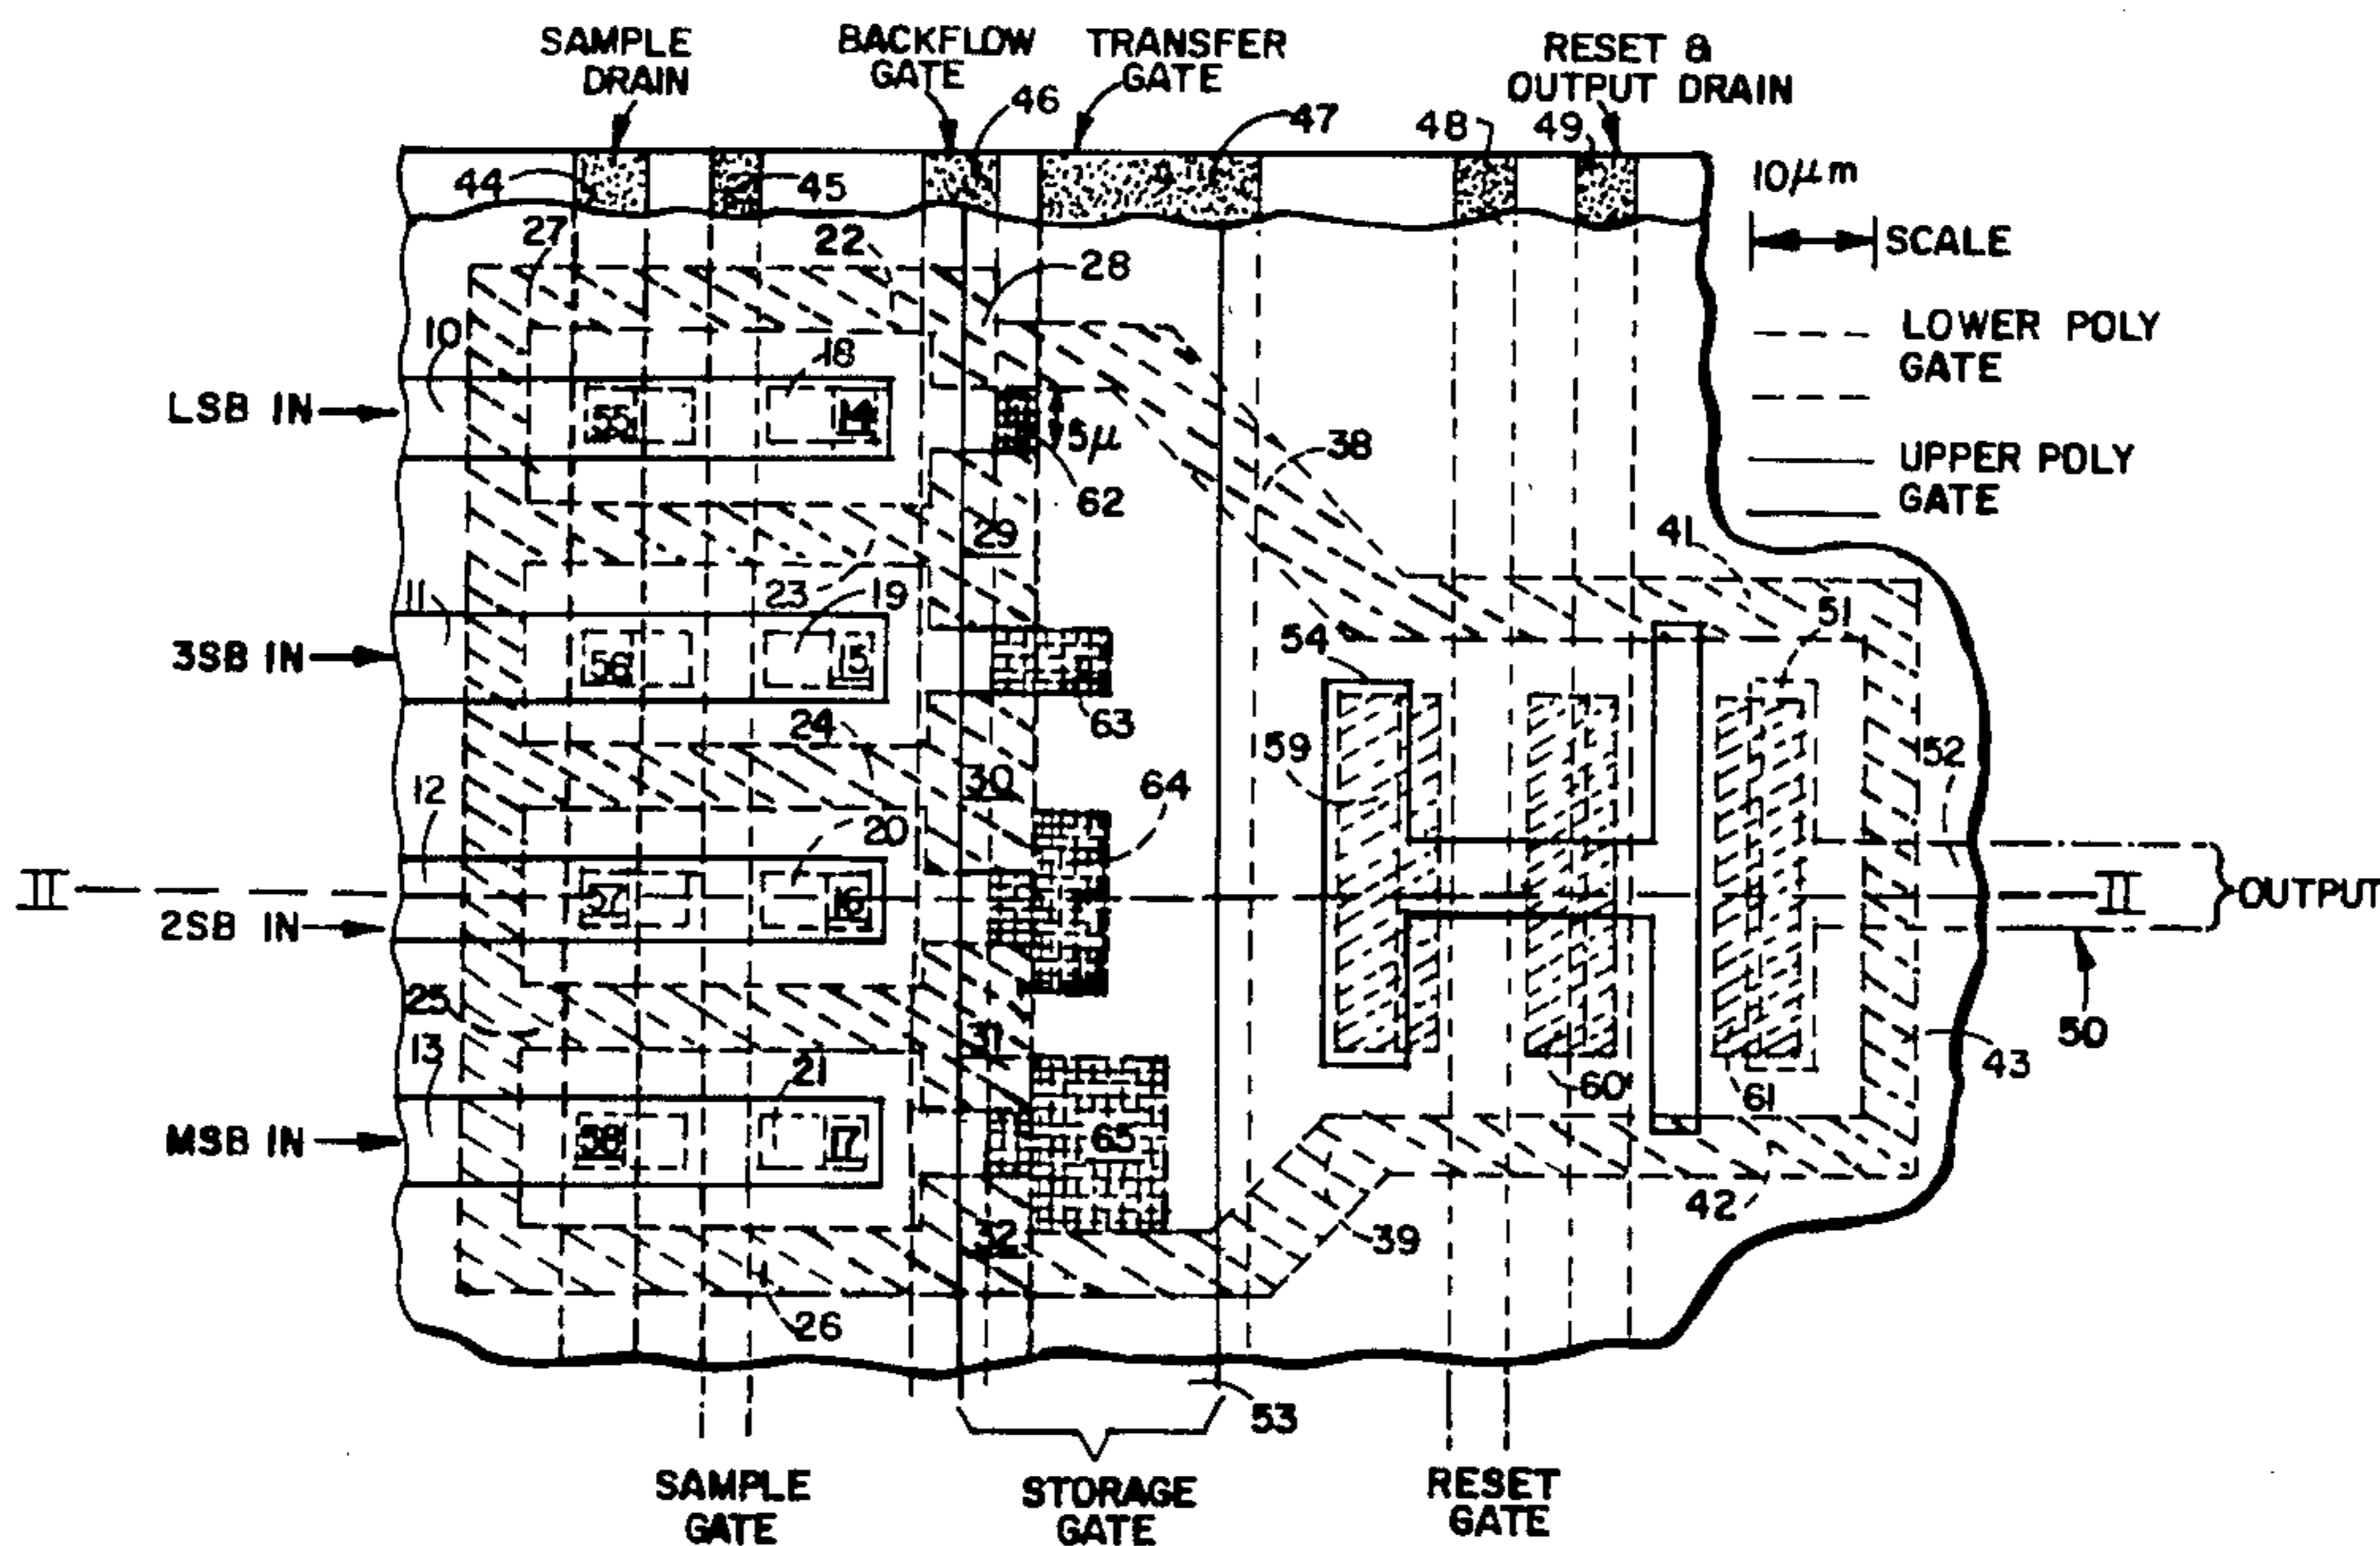 SAMPLE
DRAIN
BACKFLOW
GATE
TRANSFER
GATE
RESET &
OUTPUT DRAIN
46
47
48
49
44
45
10μm
SCALE
27
22
28
LOWER POLY
GATE
UPPER POLY
GATE
10
18
LSB IN
55
14
5μ
62
38
29
41
11
23
19
51
3SB IN
56
15
54
63
24
59
52
12
30
64
20
II
2SB IN
57
16
II
OUTPUT
25
31
50
13
21
60
61
43
MSB IN
58
17
65
42
32
39
26
53
SAMPLE
GATE
STORAGE
GATE
RESET
GATE